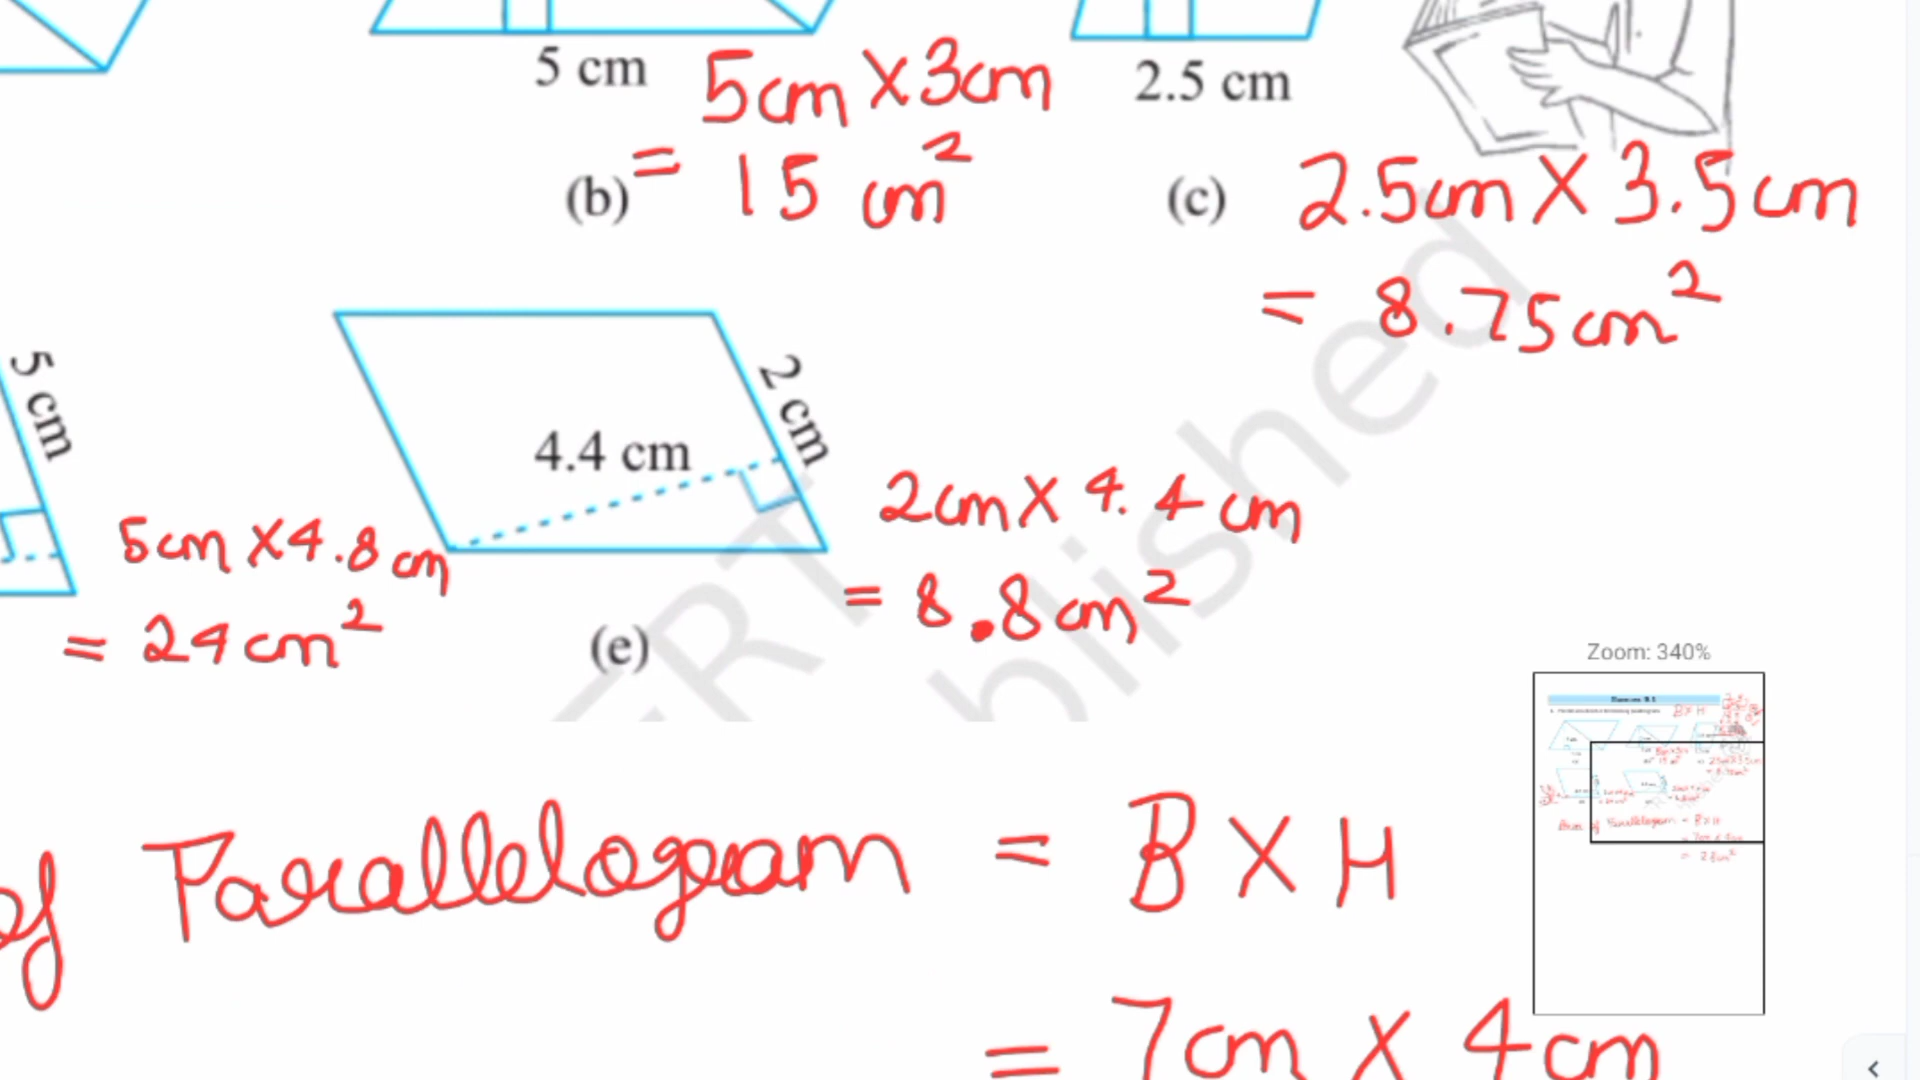 5 cm
5cm X 3cm
2.5 cm
(b) = 15 cm²
(c) 2.5cm X 3.5cm
= 8.75cm²
5 cm
2 cm
4.4 cm
2cm X 4.4 cm
5cm X 4.8 cm
= 8.8cm²
= 24cm²
(e)
Zoom: 340%
of Parallelogram = B X H
= 7cm X 4cm